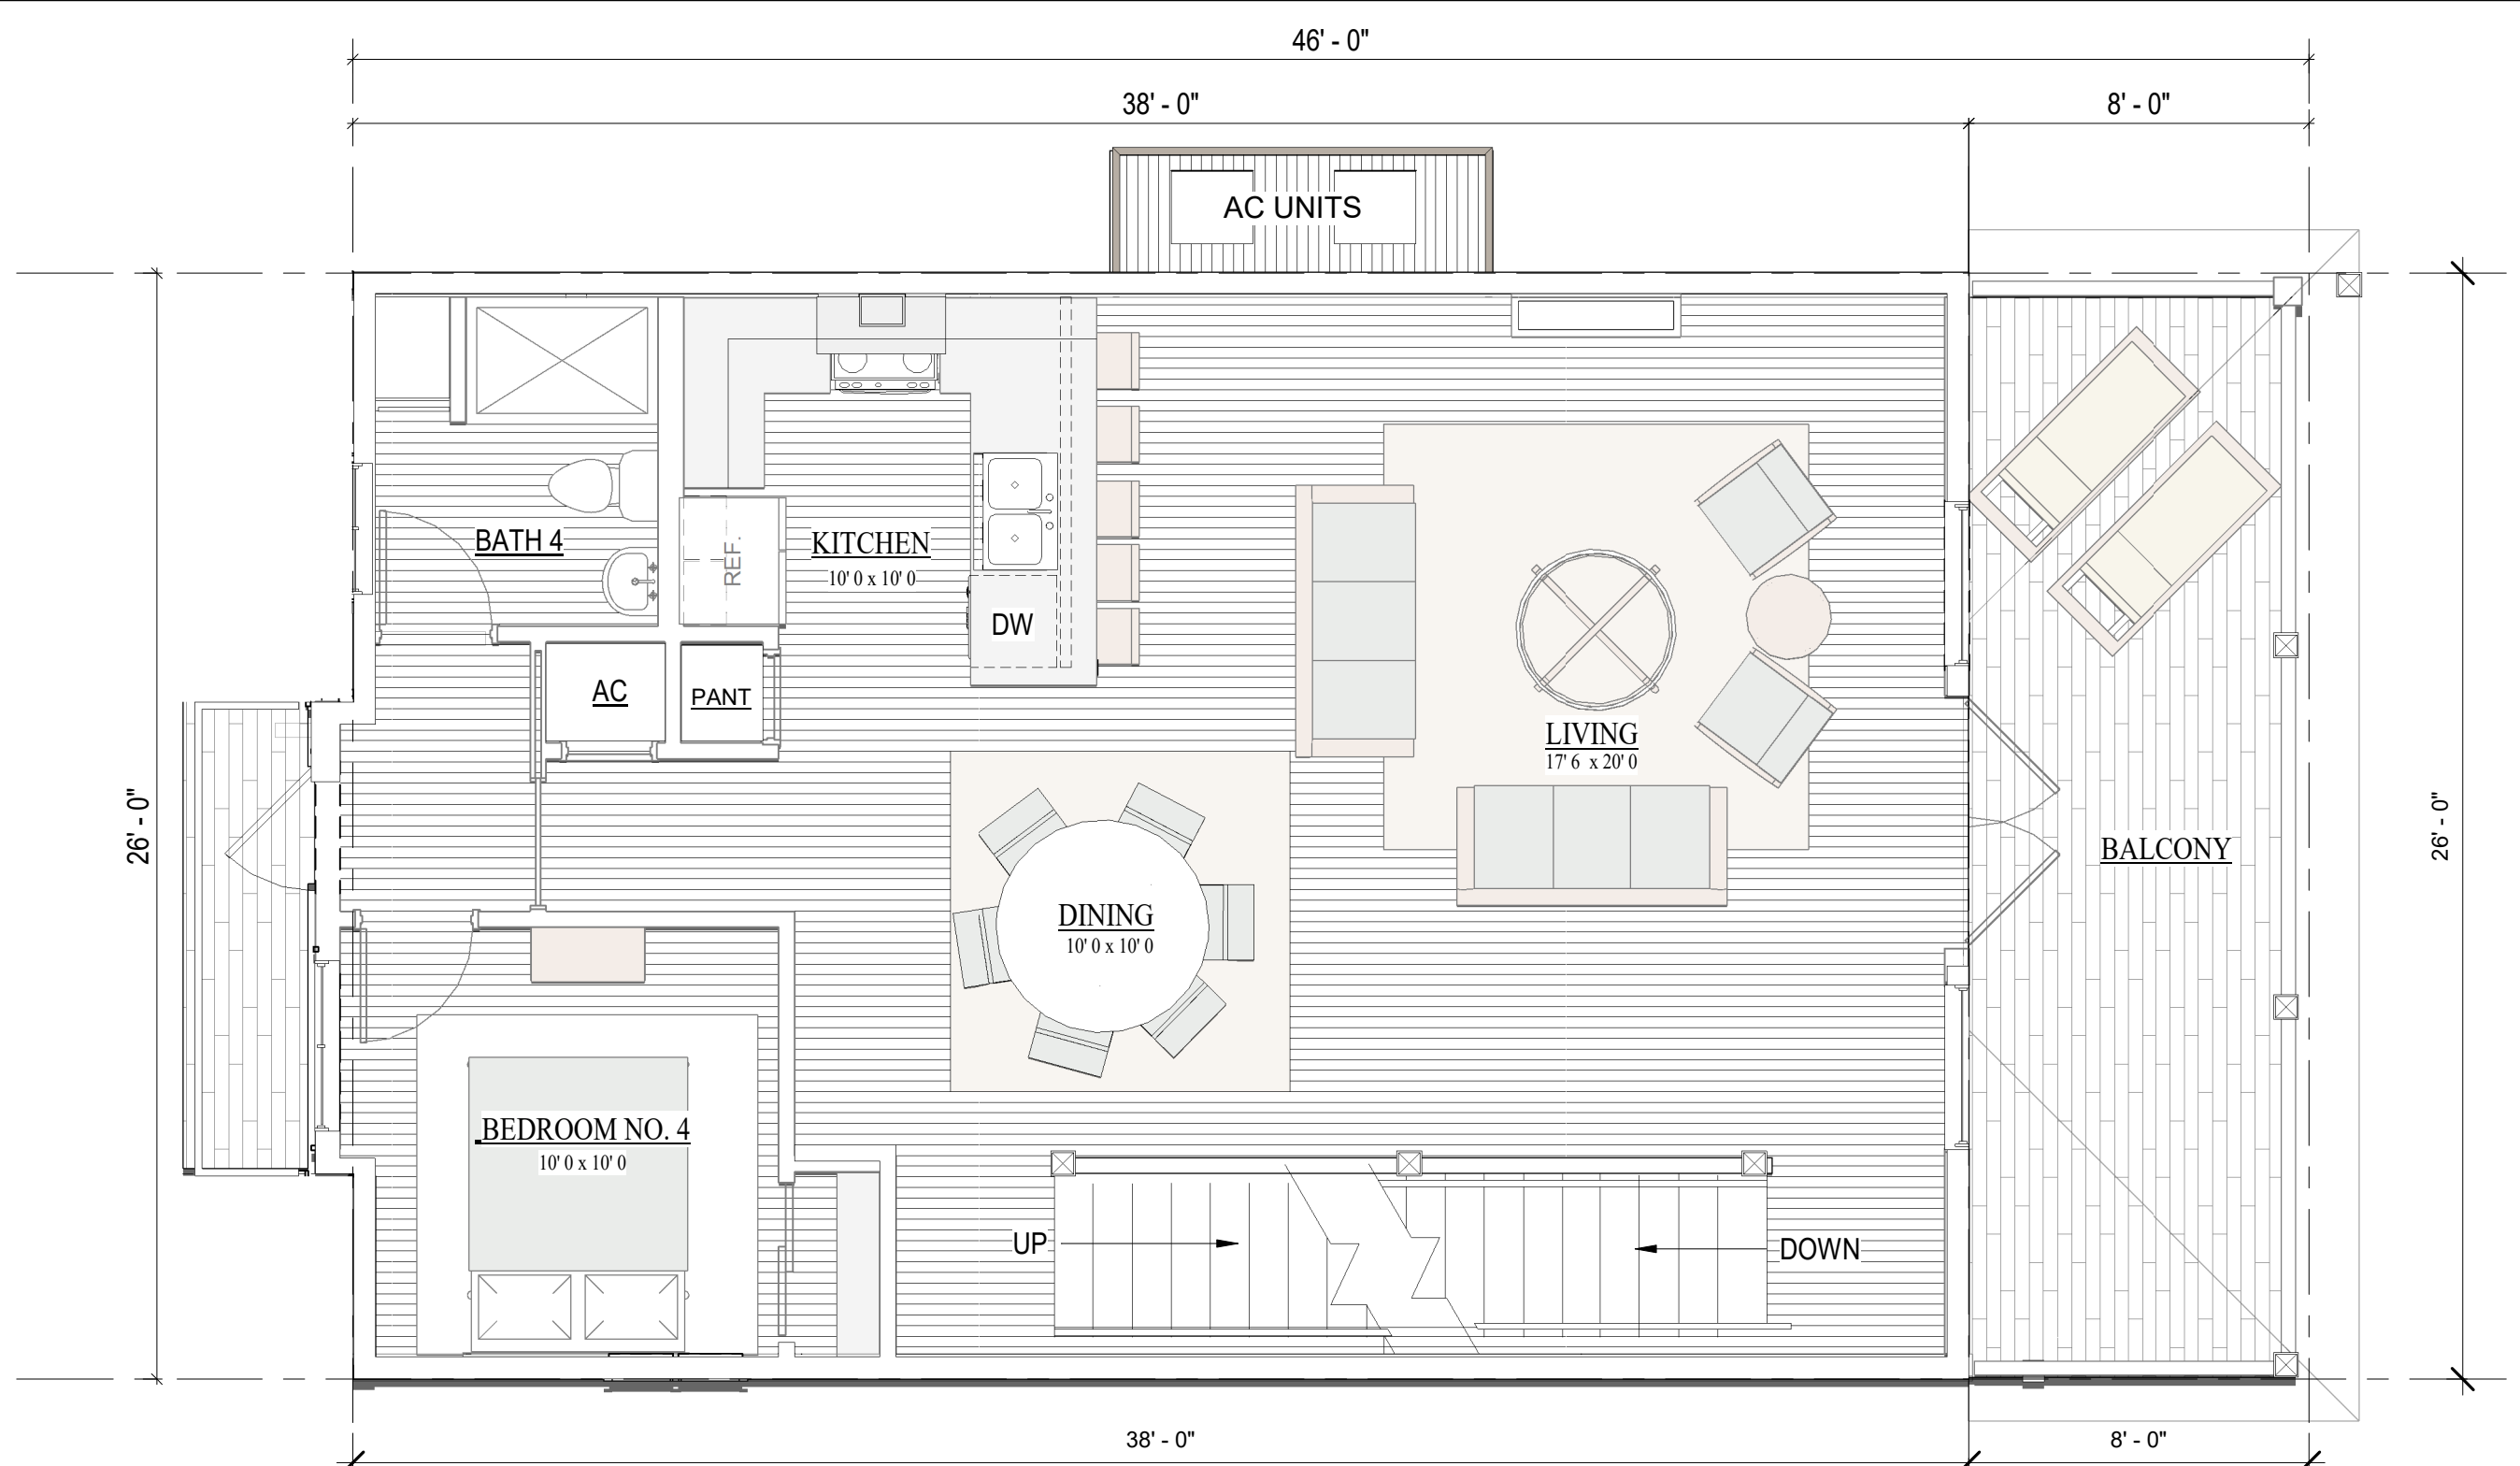 46' - 0"
38' - 0"
8' - 0"
AC UNITS
BATH 4
REF.
KITCHEN
10' 0 x 10' 0
DW
AC
PANT
LIVING
17' 6 x 20' 0
26' - 0"
26' - 0"
BALCONY
DINING
10' 0 x 10' 0
BEDROOM NO. 4
10' 0 x 10' 0
UP
DOWN
38' - 0"
8' - 0"